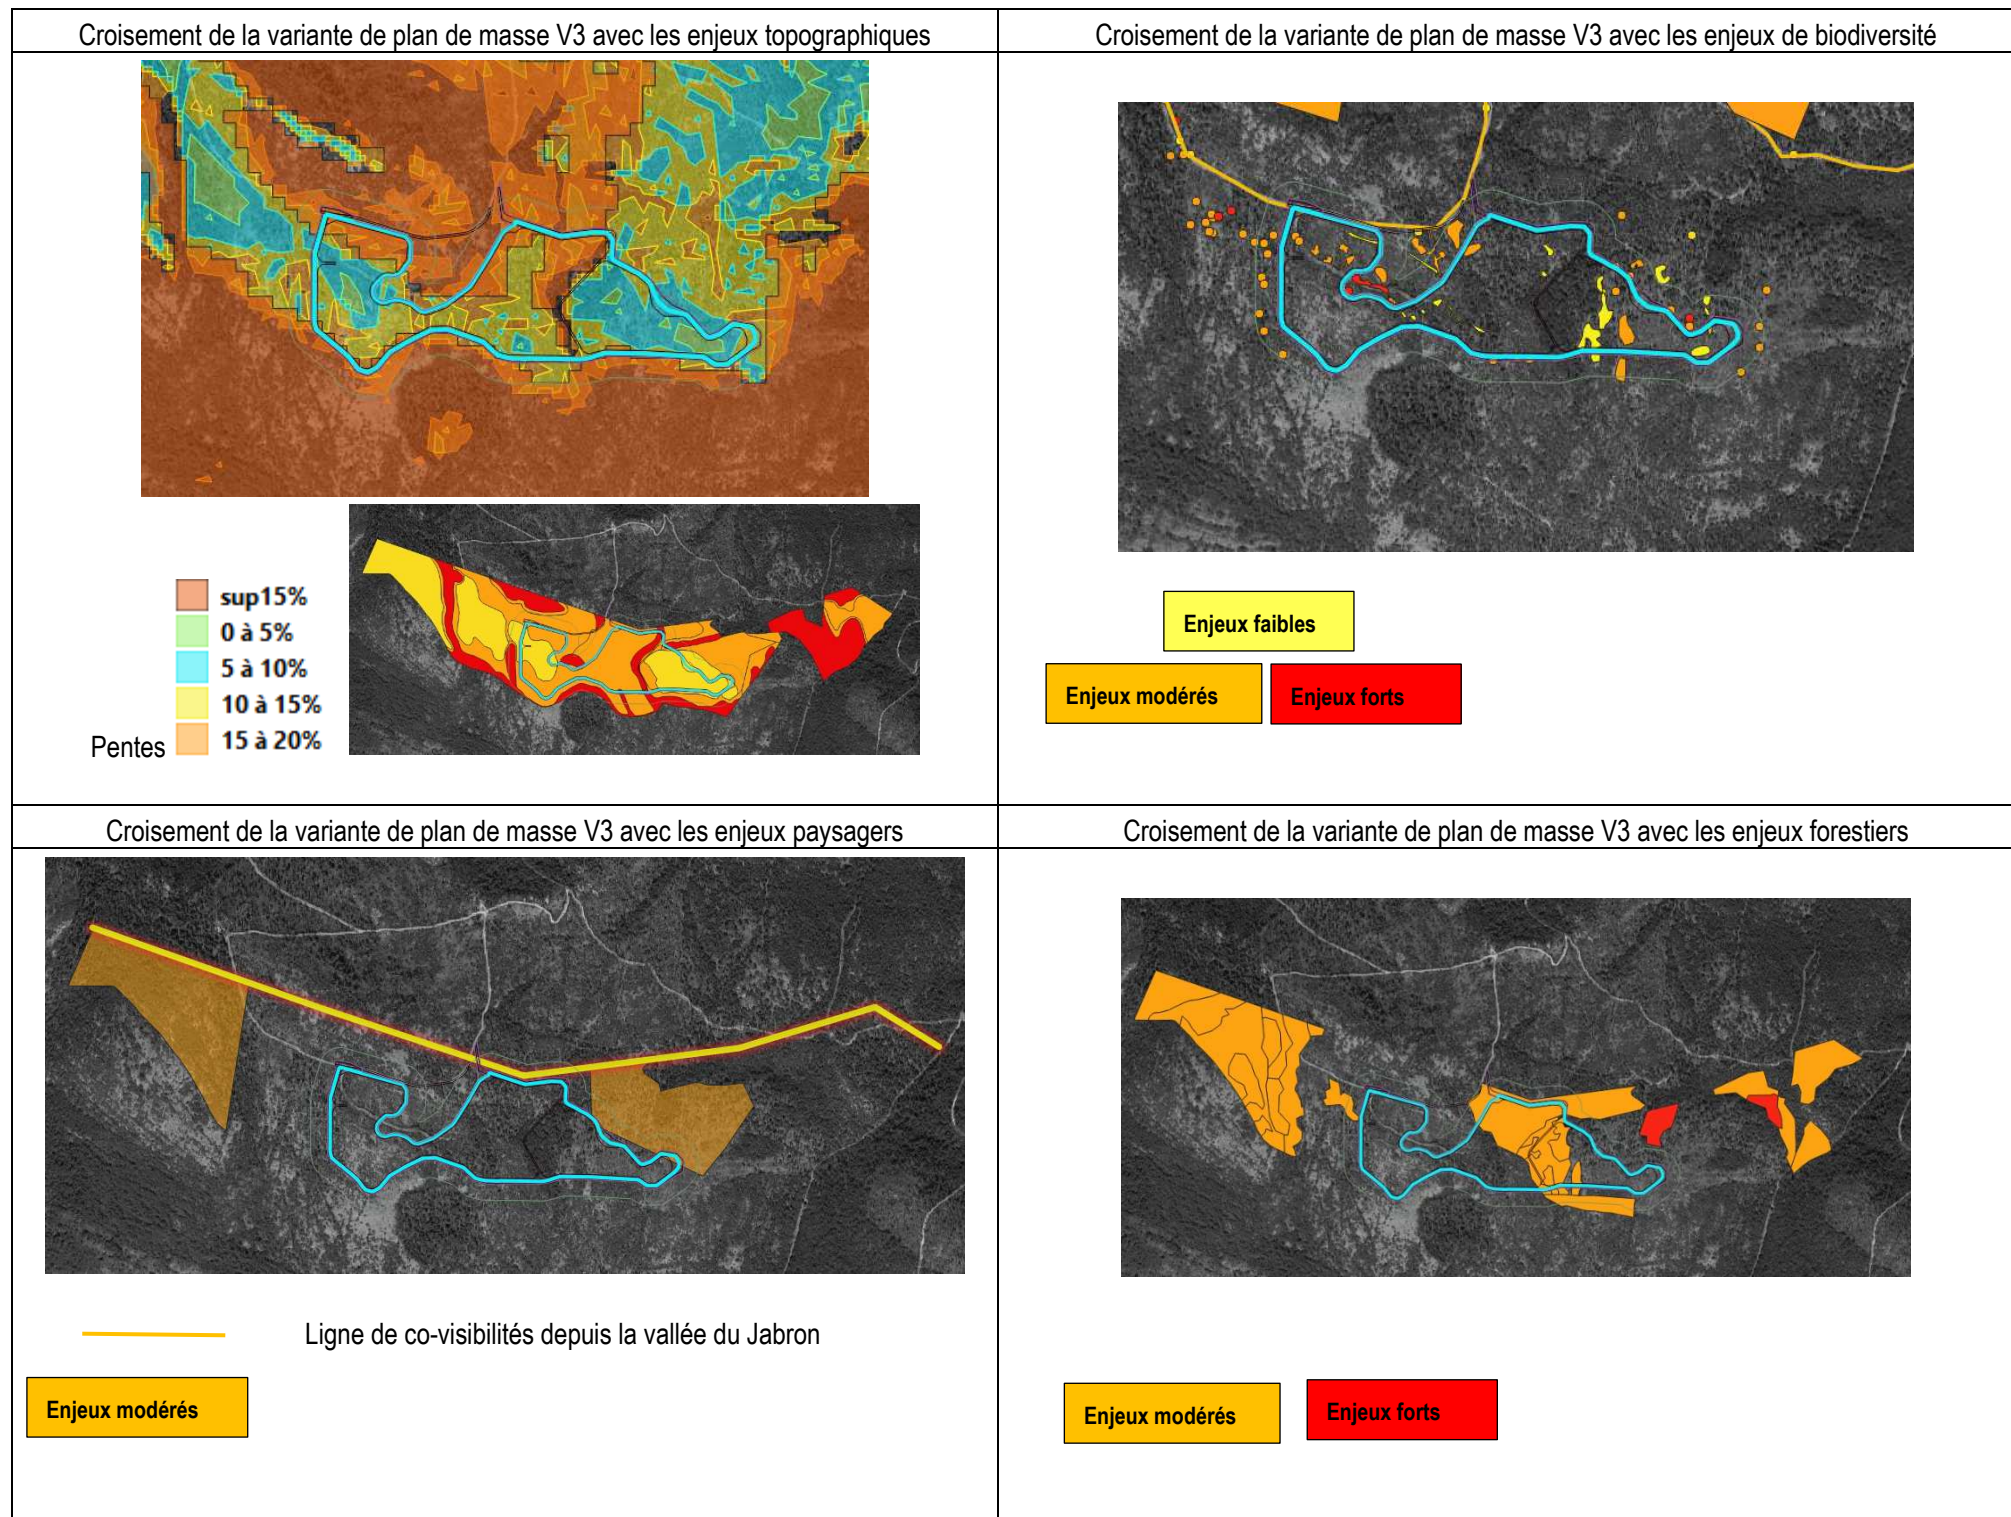 Croisement de la variante de plan de masse V3 avec les enjeux topographiques
Croisement de la variante de plan de masse V3 avec les enjeux de biodiversité
sup15%
0 à 5%
5 à 10%
10 à 15%
Pentes 15 à 20%
Enjeux faibles
Enjeux modérés
Enjeux forts
Croisement de la variante de plan de masse V3 avec les enjeux paysagers
Croisement de la variante de plan de masse V3 avec les enjeux forestiers
Ligne de co-visibilités depuis la vallée du Jabron
Enjeux modérés
Enjeux modérés
Enjeux forts